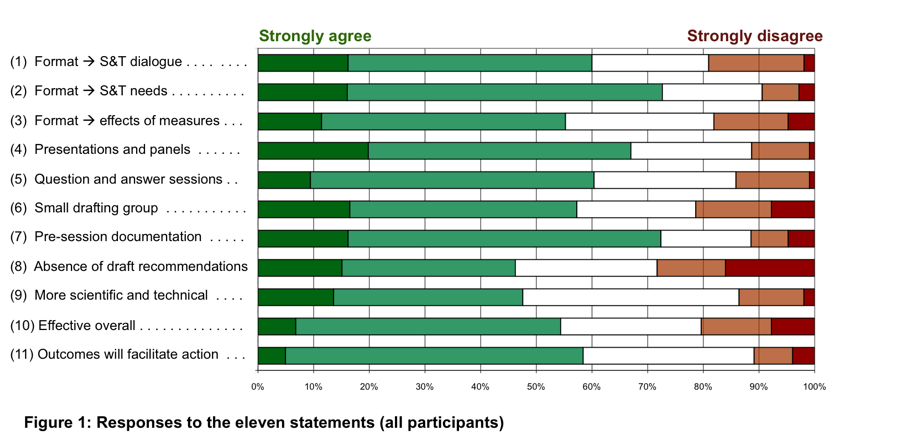 Strongly agree Strongly disagree
(1) Format → S&T dialogue . . . . . . . .
(2) Format → S&T needs . . . . . . . . . .
(3) Format → effects of measures . . .
(4) Presentations and panels . . . . . .
(5) Question and answer sessions . .
(6) Small drafting group . . . . . . . . . . .
(7) Pre-session documentation . . . . .
(8) Absence of draft recommendations
(9) More scientific and technical . . . .
(10) Effective overall . . . . . . . . . . . . . .
(11) Outcomes will facilitate action . . .
0% 10% 20% 30% 40% 50% 60% 70% 80% 90% 100%
Figure 1: Responses to the eleven statements (all participants)